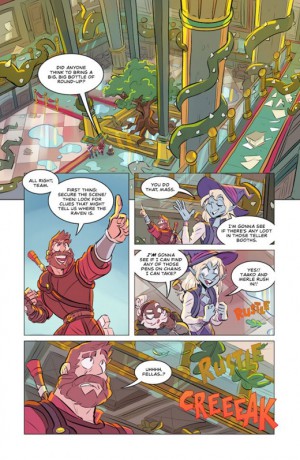 DID ANYONE
THINK TO BRING A
BIG, BIG BOTTLE OF
ROUND-UP?
ALL RIGHT,
TEAM.
FIRST THING:
SECURE THE SCENE!
THEN LOOK FOR
CLUES THAT MIGHT
TELL US WHERE THE
RAVEN IS.
YOU DO
THAT, MAGS.
I'M GONNA
SEE IF THERE'S ANY LOOT
IN THOSE TELLER
BOOTHS.
I'M GONNA
SEE IF I CAN FIND
ANY OF THOSE
PENS ON CHAINS
I CAN TAKE?
YES!!
TAAKO AND
MERLE RUSH
IN!!
RUSTLE
RUSTLE
CREEEAK
UHHHH,
FELLAS...?